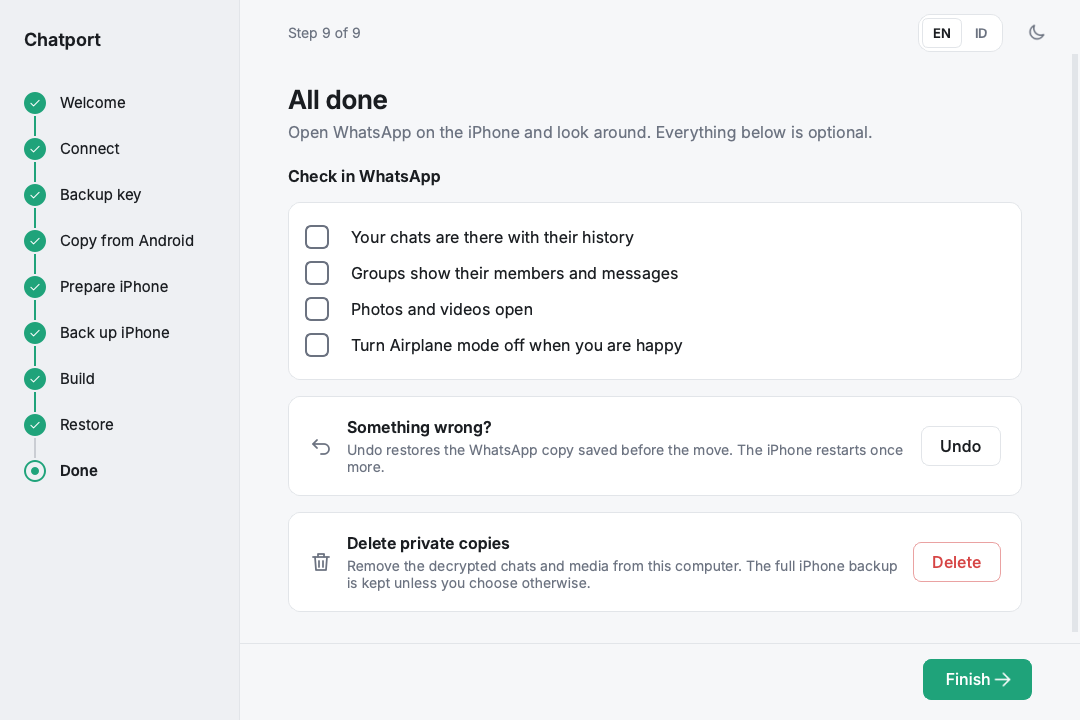 Chatport
Welcome
Connect
Backup key
Copy from Android
Prepare iPhone
Back up iPhone
Build
Restore
Done
Step 9 of 9
EN
ID
All done
Open WhatsApp on the iPhone and look around. Everything below is optional.
Check in WhatsApp
Your chats are there with their history
Groups show their members and messages
Photos and videos open
Turn Airplane mode off when you are happy
Something wrong?
Undo restores the WhatsApp copy saved before the move. The iPhone restarts once
more.
Undo
Delete private copies
Remove the decrypted chats and media from this computer. The full iPhone backup
is kept unless you choose otherwise.
Delete
Finish